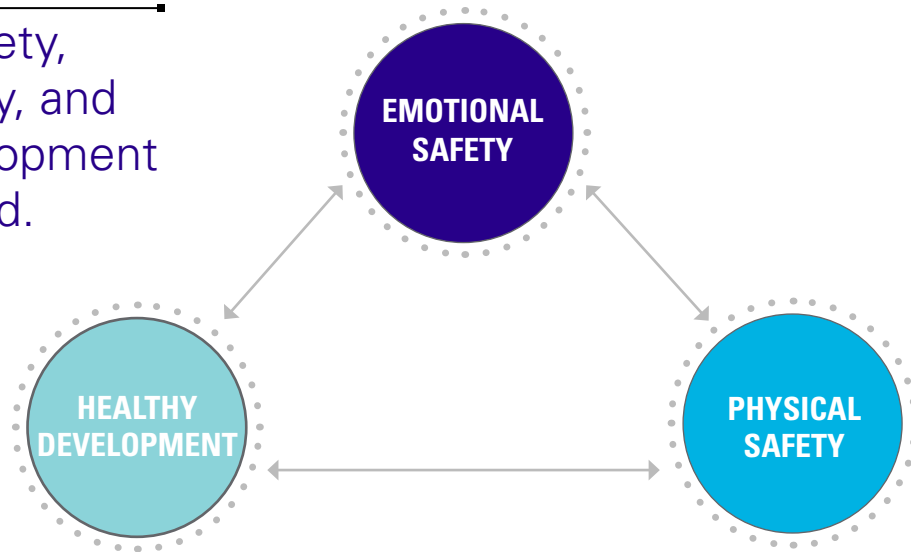 ety,
y, and
opment
d.
EMOTIONAL
SAFETY
HEALTHY
DEVELOPMENT
PHYSICAL
SAFETY